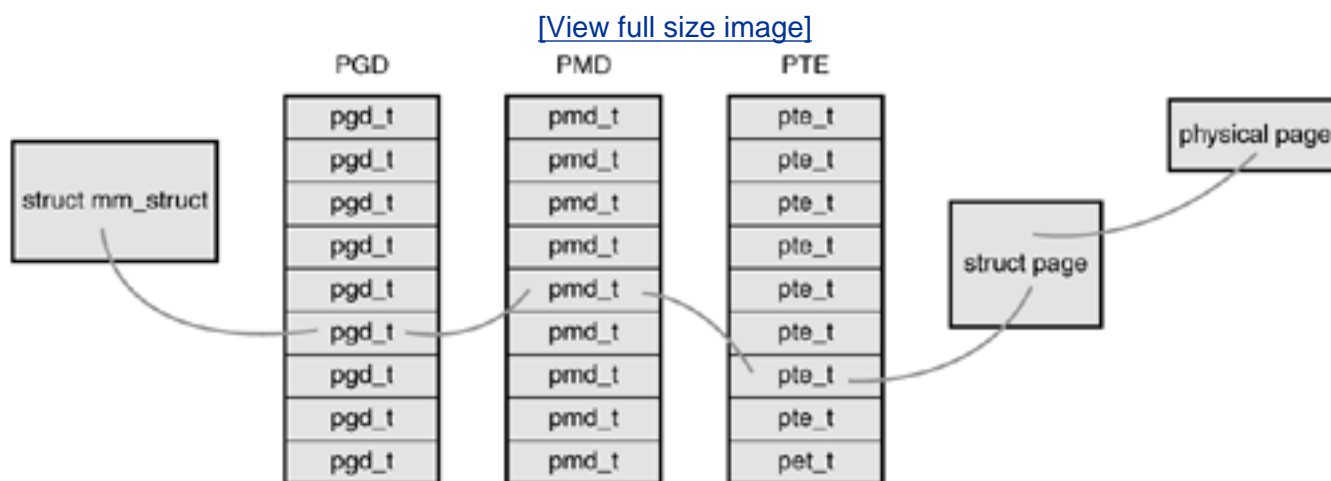 [View full size image]
PGD PMD PTE
pgd_t pmd_t pte_t
physical page
pgd_t pmd_t pte_t
struct mm_struct
pgd_t pmd_t pte_t
pgd_t pmd_t pte_t
struct page
pgd_t pmd_t pte_t
pgd_t pmd_t pte_t
pgd_t pmd_t pte_t
pgd_t pmd_t pte_t
pgd_t pmd_t pet_t